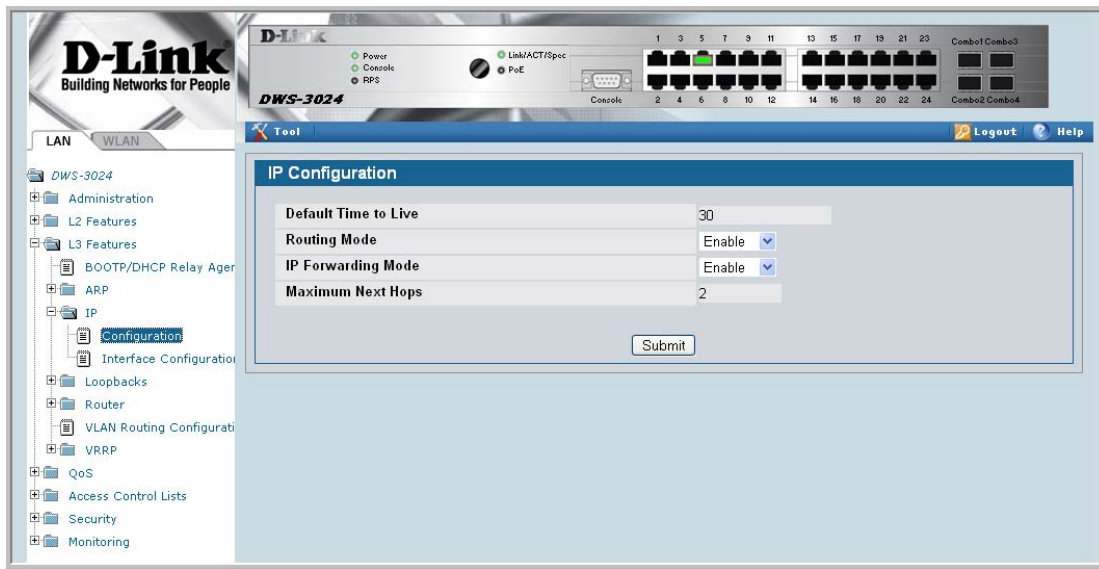 D-Link
Building Networks for People
D-Link
Power
Console
RPS
Link/ACT/Spec
PoE
DWS-3024
Console
1 3 5 7 9 11 13 15 17 19 21 23
2 4 6 8 10 12 14 16 18 20 22 24
Combo1 Combo3
Combo2 Combo4
LAN
WLAN
Tool
Logout
Help
DWS-3024
Administration
L2 Features
L3 Features
BOOTP/DHCP Relay Ager
ARP
IP
Configuration
Interface Configuration
Loopbacks
Router
VLAN Routing Configurati
VRRP
QoS
Access Control Lists
Security
Monitoring
IP Configuration
Default Time to Live 30
Routing Mode Enable
IP Forwarding Mode Enable
Maximum Next Hops 2
Submit